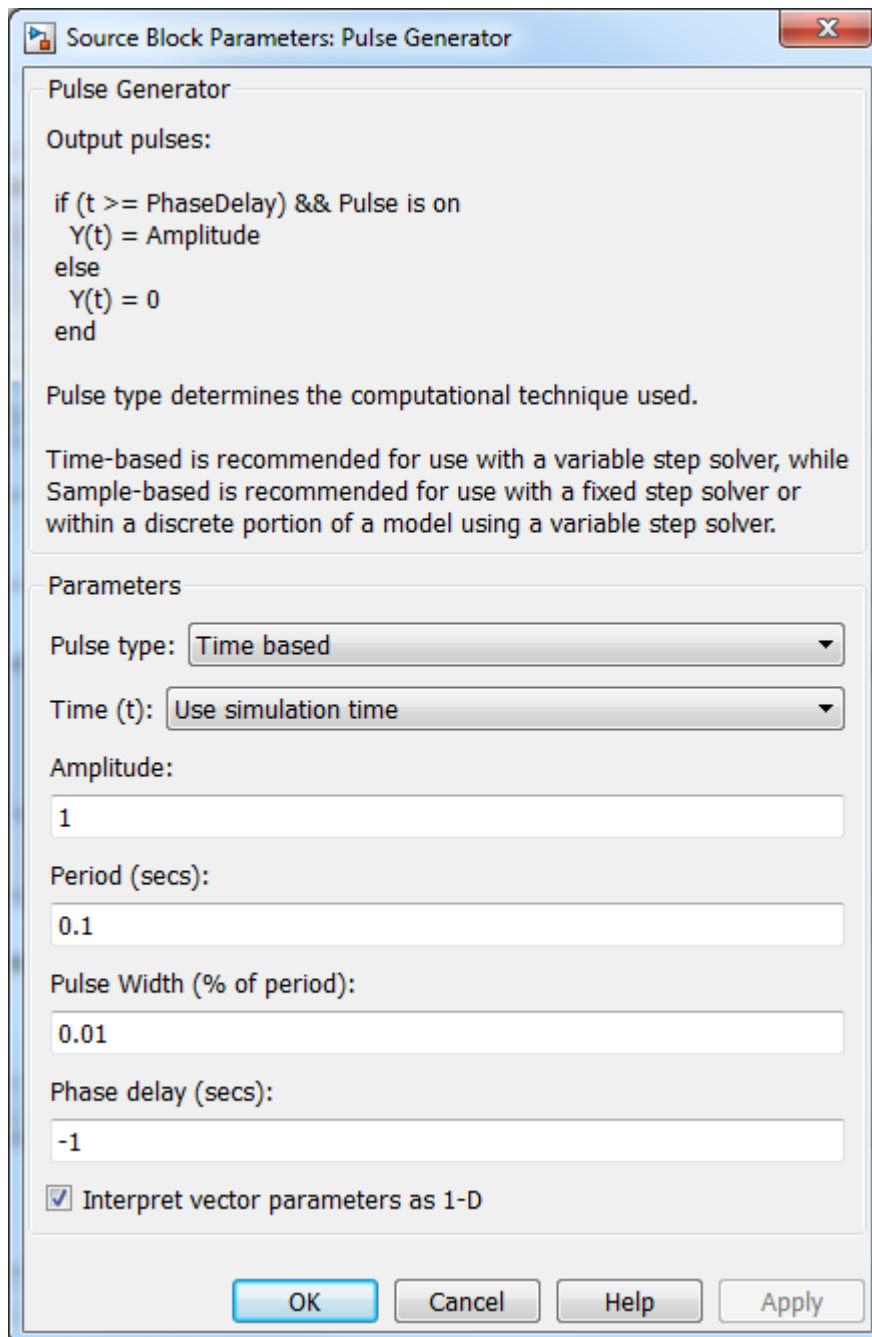 Source Block Parameters: Pulse Generator
Pulse Generator
Output pulses:
if (t >= PhaseDelay) && Pulse is on
Y(t) = Amplitude
else
Y(t) = 0
end
Pulse type determines the computational technique used.
Time-based is recommended for use with a variable step solver, while
Sample-based is recommended for use with a fixed step solver or
within a discrete portion of a model using a variable step solver.
Parameters
Pulse type: Time based
Time (t): Use simulation time
Amplitude:
1
Period (secs):
0.1
Pulse Width (% of period):
0.01
Phase delay (secs):
-1
Interpret vector parameters as 1-D
OK Cancel Help Apply